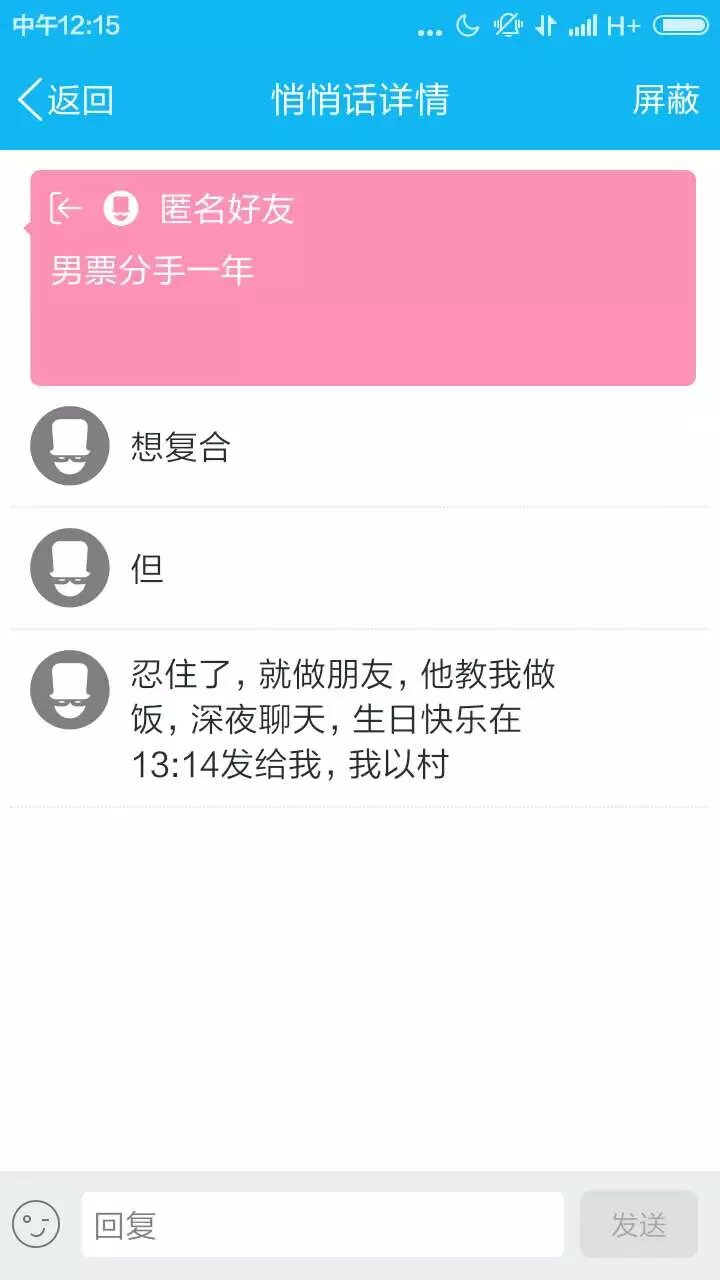 中午12:15
... H+
返回 悄悄话详情 屏蔽
匿名好友
男票分手一年
想复合
但
忍住了，就做朋友，他教我做
饭，深夜聊天，生日快乐在
13:14发给我，我以村
回复 发送